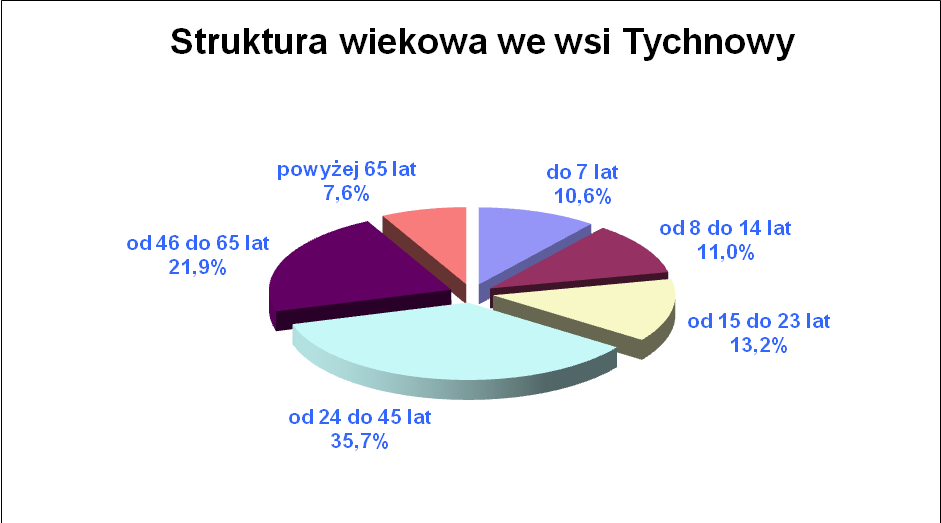 Struktura wiekowa we wsi Tychnowy
powyżej 65 lat
7,6%
do 7 lat
10,6%
od 8 do 14 lat
11,0%
od 46 do 65 lat
21,9%
od 15 do 23 lat
13,2%
od 24 do 45 lat
35,7%